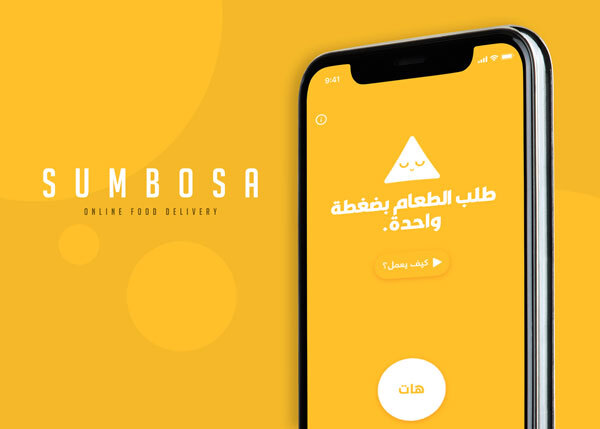 SUMBOSA
ONLINE FOOD DELIVERY
9:41
طلب الطعام بضغطة
واحدة.
كيف يعمل؟
هات